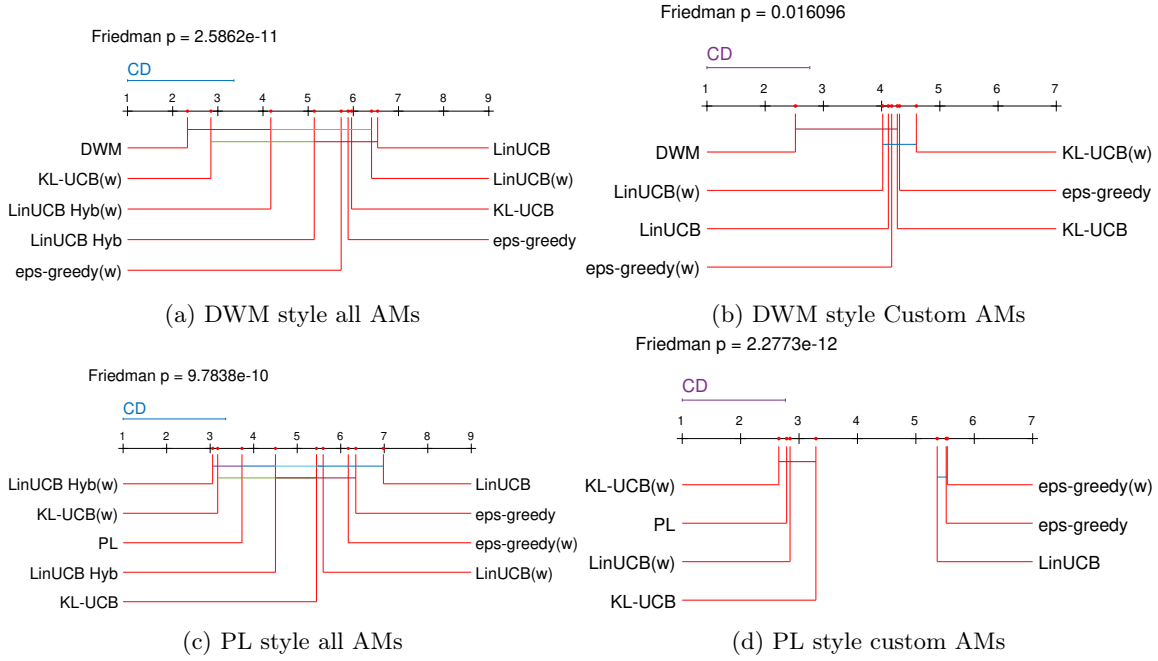 Friedman p = 2.5862e-11
CD
1 2 3 4 5 6 7 8 9
DWM
KL-UCB(w)
LinUCB Hyb(w)
LinUCB Hyb
eps-greedy(w)
LinUCB
LinUCB(w)
KL-UCB
eps-greedy
(a) DWM style all AMs
Friedman p = 0.016096
CD
1 2 3 4 5 6 7
DWM
LinUCB(w)
LinUCB
eps-greedy(w)
KL-UCB(w)
eps-greedy
KL-UCB
(b) DWM style Custom AMs
Friedman p = 9.7838e-10
CD
1 2 3 4 5 6 7 8 9
LinUCB Hyb(w)
KL-UCB(w)
PL
LinUCB Hyb
KL-UCB
LinUCB
eps-greedy
eps-greedy(w)
LinUCB(w)
(c) PL style all AMs
Friedman p = 2.2773e-12
CD
1 2 3 4 5 6 7
KL-UCB(w)
PL
LinUCB(w)
KL-UCB
eps-greedy(w)
eps-greedy
LinUCB
(d) PL style custom AMs